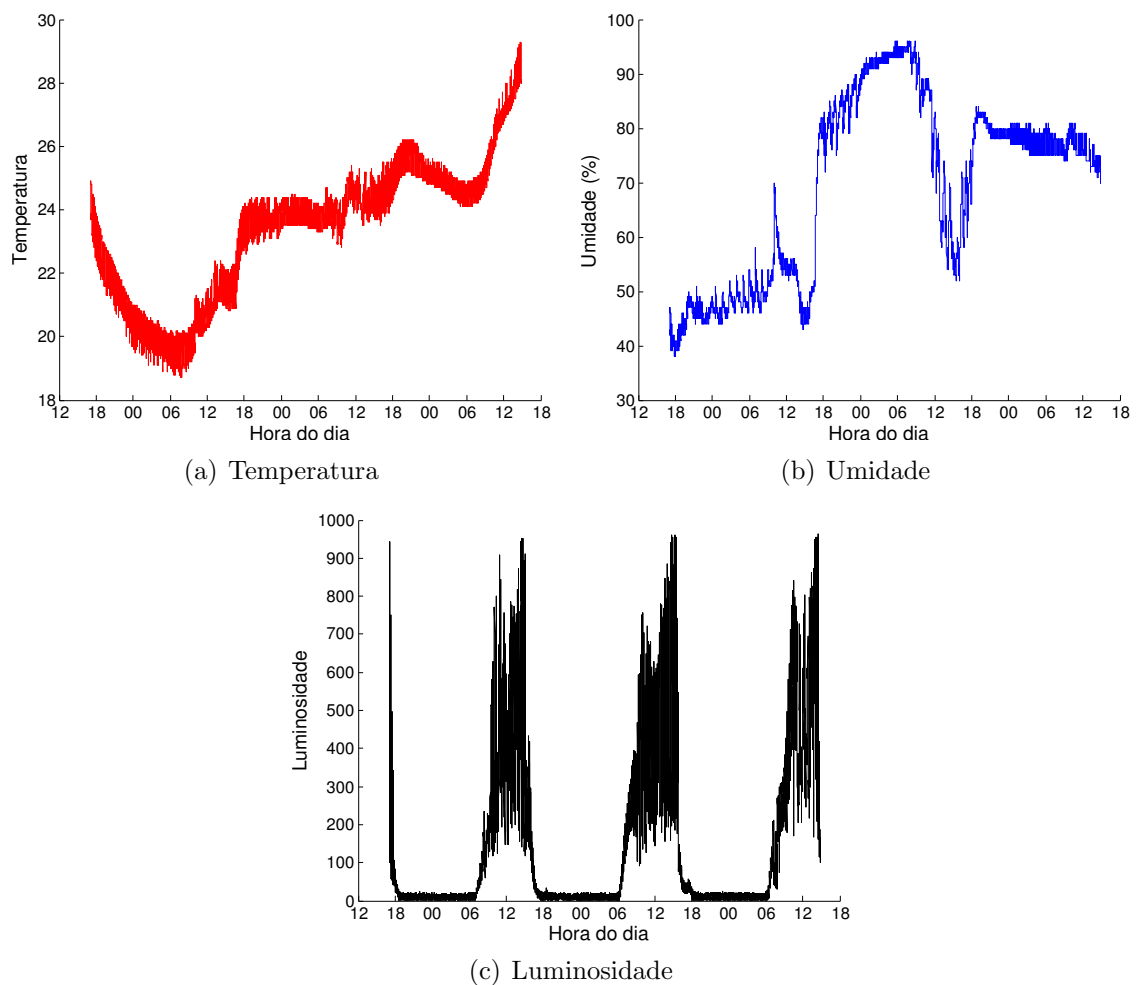 30
28
26
24
22
20
18
Temperatura
12 18 00 06 12 18 00 06 12 18 00 06 12 18
Hora do dia
(a) Temperatura
100
90
80
70
60
50
40
30
Umidade (%)
12 18 00 06 12 18 00 06 12 18 00 06 12 18
Hora do dia
(b) Umidade
1000
900
800
700
600
500
400
300
200
100
0
Luminosidade
12 18 00 06 12 18 00 06 12 18 00 06 12 18
Hora do dia
(c) Luminosidade